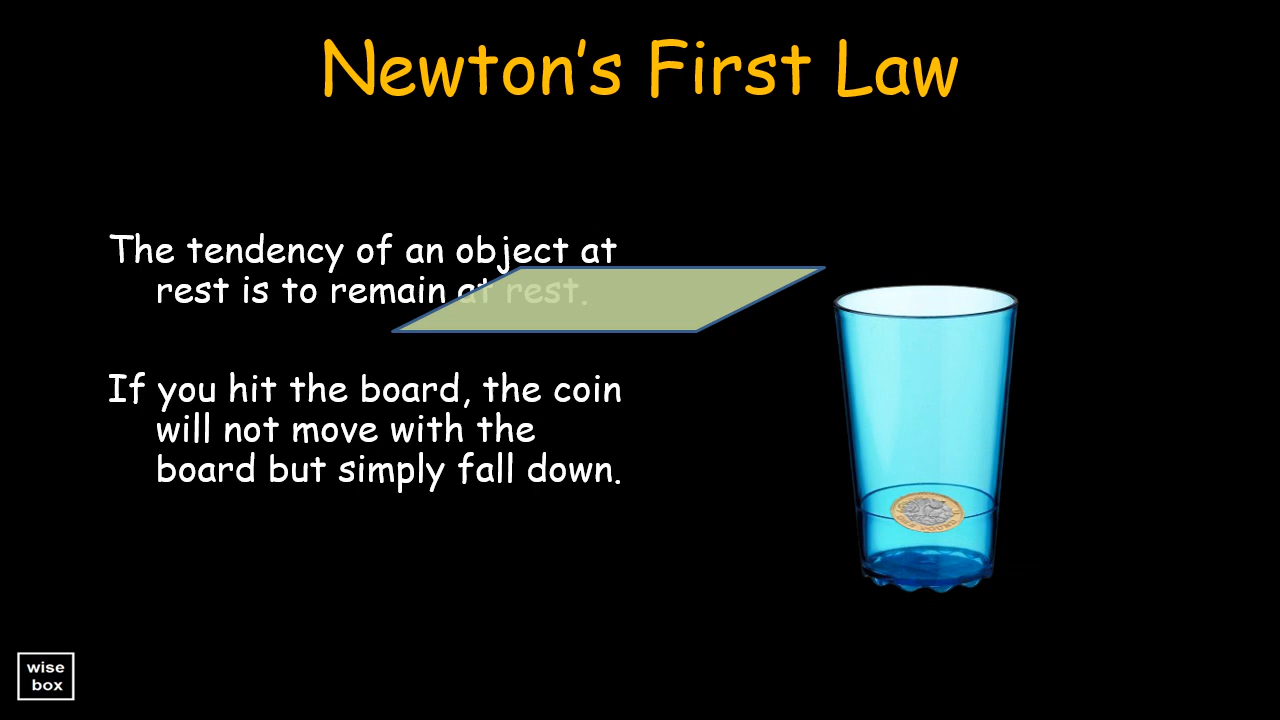 Newton’s First Law
The tendency of an object at
rest is to remain at rest.
If you hit the board, the coin
will not move with the
board but simply fall down.
wise
box